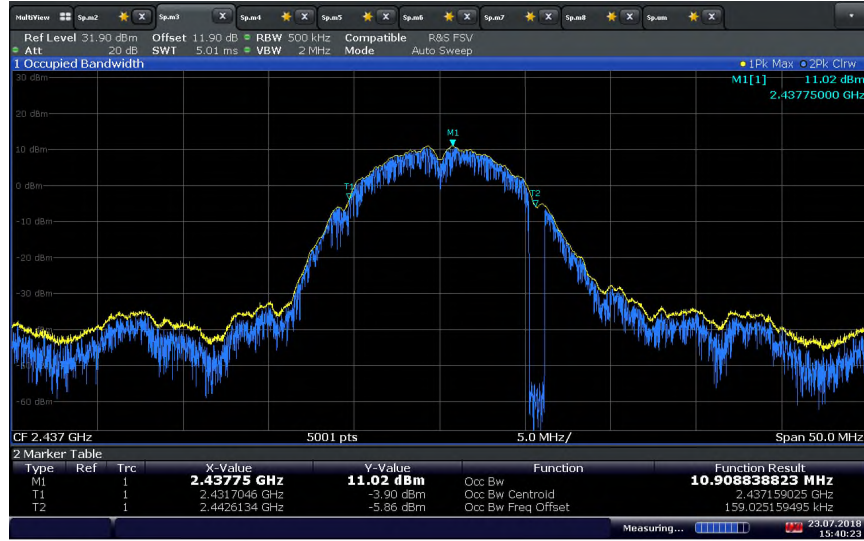 MultiView Sp.m2 X Sp.m3 X Sp.m4 X Sp.m5 X Sp.m6 X Sp.m7 X Sp.m8 X Sp.am X
Ref Level 31.90 dBm Offset 11.90 dB RBW 500 kHz Compatible R&S FSV
Att 20 dB SWT 5.01 ms VBW 2 MHz Mode Auto Sweep
1 Occupied Bandwidth 1Pk Max 2Pk Clrw
30 dBm
M1[1] 11.02 dBm
2.43775000 GHz
20 dBm
M1
10 dBm
T1
0 dBm
T2
-10 dBm
-20 dBm
-30 dBm
-60 dBm
CF 2.437 GHz 5001 pts 5.0 MHz/ Span 50.0 MHz
2 Marker Table
Type Ref Trc X-Value Y-Value Function Function Result
M1 1 2.43775 GHz 11.02 dBm Occ Bw 10.908838823 MHz
T1 1 2.4317046 GHz -3.90 dBm Occ Bw Centroid 2.437159025 GHz
T2 1 2.4426134 GHz -5.86 dBm Occ Bw Freq Offset 159.025159495 kHz
Measuring... 23.07.2018
15:40:23